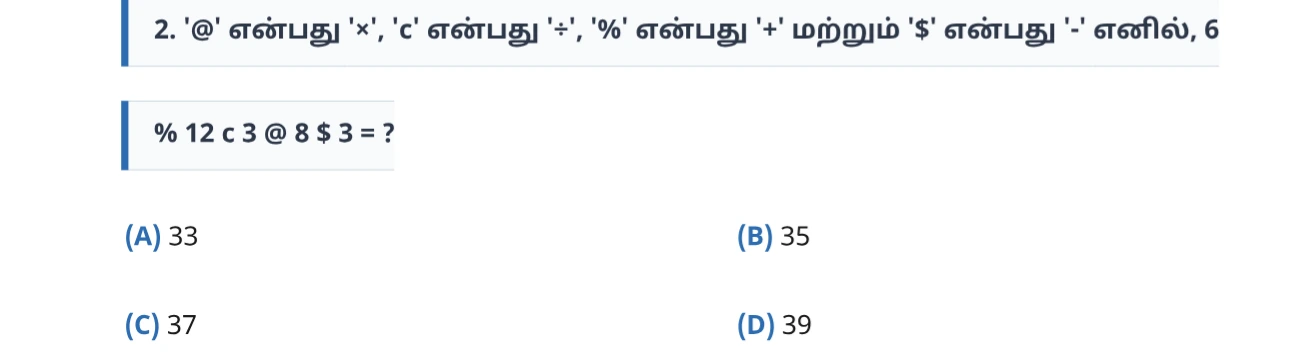 2. '@' என்பது '×', 'c' என்பது '÷', '%' என்பது '+' மற்றும் '$' என்பது '-' எனில், 6
% 12 c 3 @ 8 $ 3 = ?
(A) 33 (B) 35
(C) 37 (D) 39